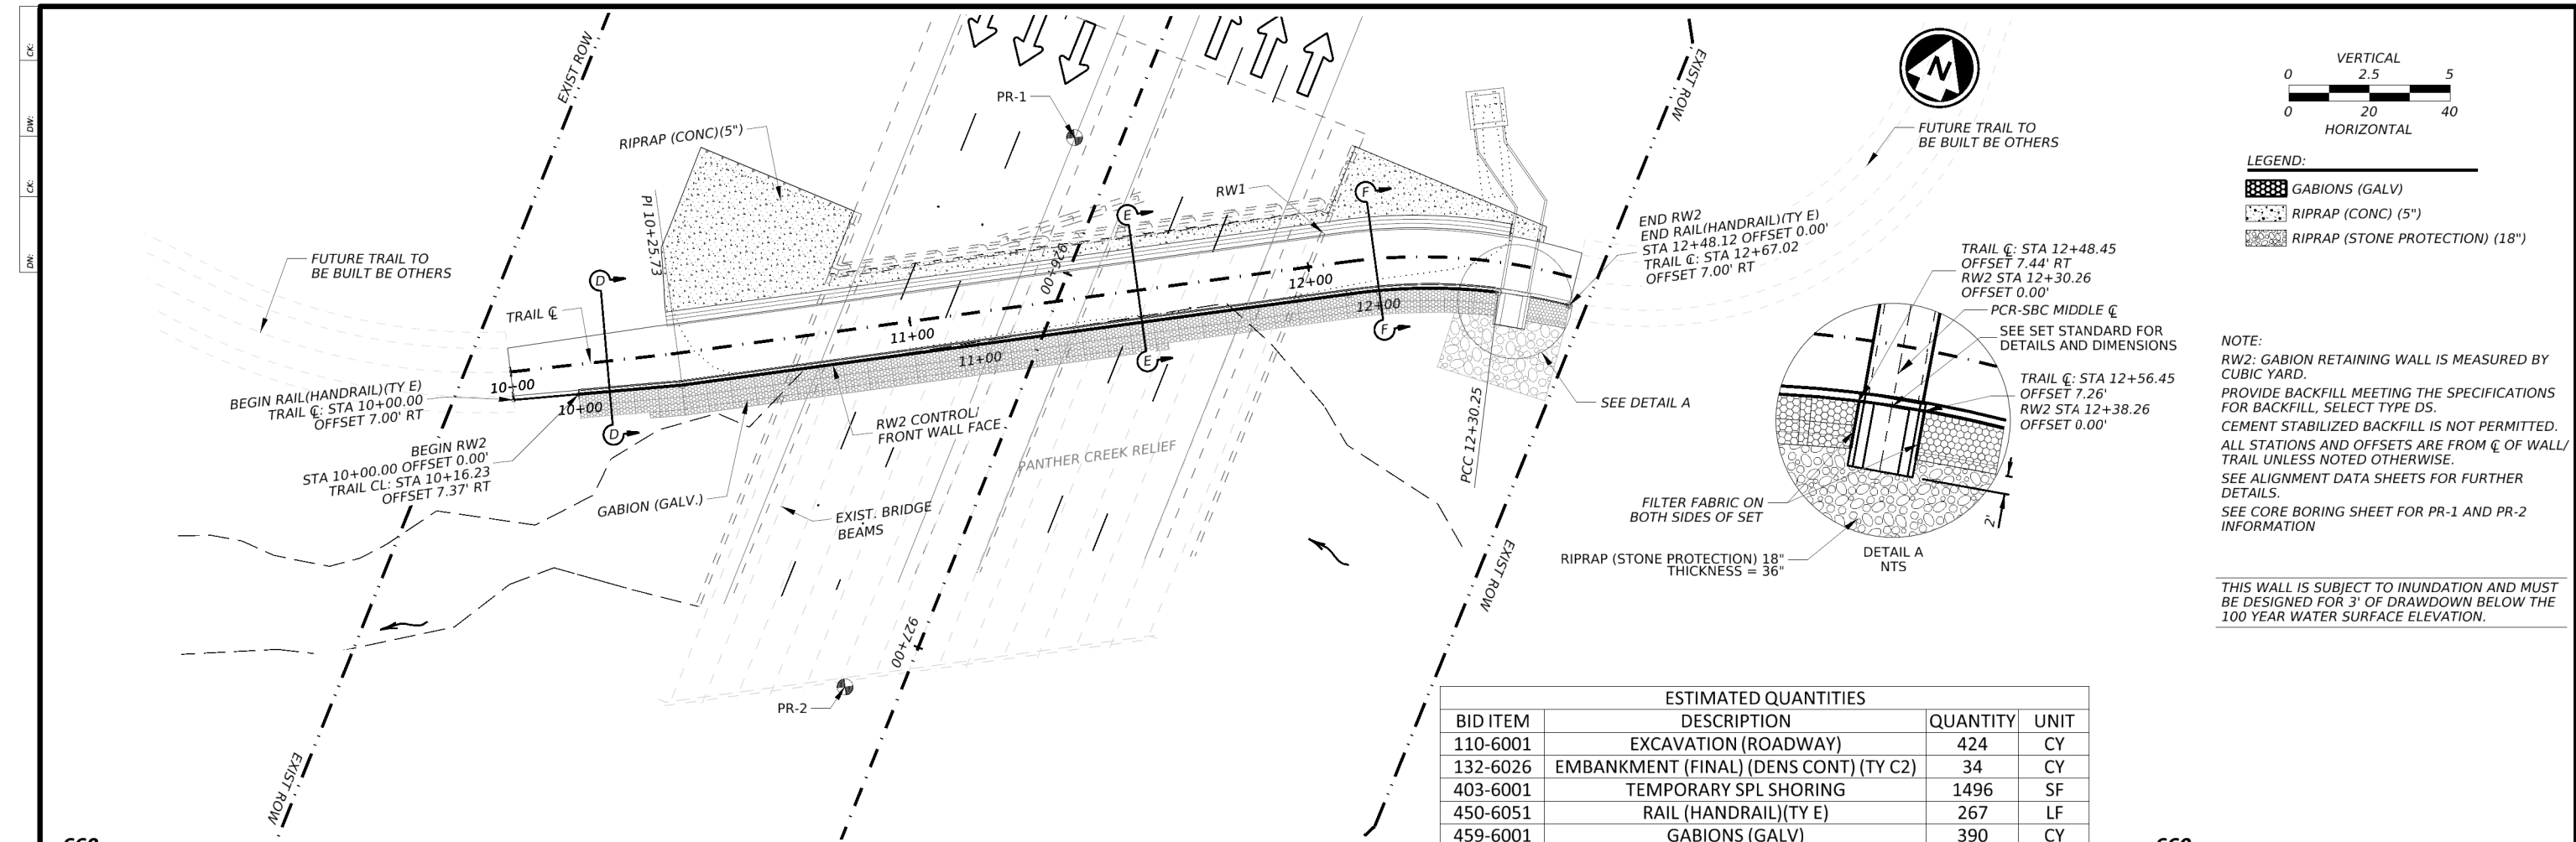 CK:
DW:
CK:
DN:
EXIST ROW
EXIST ROW
PR-1
RIPRAP (CONC)(5")
PI 10+25.73
RW1
E
F
D
926+00
FUTURE TRAIL TO
BE BUILT BE OTHERS
TRAIL ℄
10+00
11+00
12+00
10+00
11+00
12+00
D
E
F
BEGIN RAIL(HANDRAIL)(TY E)
TRAIL ℄: STA 10+00.00
OFFSET 7.00' RT
BEGIN RW2
STA 10+00.00 OFFSET 0.00'
TRAIL CL: STA 10+16.23
OFFSET 7.37' RT
GABION (GALV.)
RW2 CONTROL/
FRONT WALL FACE
EXIST. BRIDGE
BEAMS
PANTHER CREEK RELIEF
PCC 12+30.25
END RW2
END RAIL(HANDRAIL)(TY E)
STA 12+48.12 OFFSET 0.00'
TRAIL ℄: STA 12+67.02
OFFSET 7.00' RT
SEE DETAIL A
EXIST ROW
EXIST ROW
927+00
PR-2
N
FUTURE TRAIL TO
BE BUILT BE OTHERS
VERTICAL
0 2.5 5
0 20 40
HORIZONTAL
LEGEND:
GABIONS (GALV)
RIPRAP (CONC) (5")
RIPRAP (STONE PROTECTION) (18")
TRAIL ℄: STA 12+48.45
OFFSET 7.44' RT
RW2 STA 12+30.26
OFFSET 0.00'
PCR-SBC MIDDLE ℄
SEE SET STANDARD FOR
DETAILS AND DIMENSIONS
TRAIL ℄: STA 12+56.45
OFFSET 7.26'
RW2 STA 12+38.26
OFFSET 0.00'
FILTER FABRIC ON
BOTH SIDES OF SET
2'
RIPRAP (STONE PROTECTION) 18"
THICKNESS = 36"
DETAIL A
NTS
NOTE:
RW2: GABION RETAINING WALL IS MEASURED BY
CUBIC YARD.
PROVIDE BACKFILL MEETING THE SPECIFICATIONS
FOR BACKFILL, SELECT TYPE DS.
CEMENT STABILIZED BACKFILL IS NOT PERMITTED.
ALL STATIONS AND OFFSETS ARE FROM ℄ OF WALL/
TRAIL UNLESS NOTED OTHERWISE.
SEE ALIGNMENT DATA SHEETS FOR FURTHER
DETAILS.
SEE CORE BORING SHEET FOR PR-1 AND PR-2
INFORMATION
THIS WALL IS SUBJECT TO INUNDATION AND MUST
BE DESIGNED FOR 3' OF DRAWDOWN BELOW THE
100 YEAR WATER SURFACE ELEVATION.
ESTIMATED QUANTITIES
BID ITEM DESCRIPTION QUANTITY UNIT
110-6001 EXCAVATION (ROADWAY) 424 CY
132-6026 EMBANKMENT (FINAL) (DENS CONT) (TY C2) 34 CY
403-6001 TEMPORARY SPL SHORING 1496 SF
450-6051 RAIL (HANDRAIL)(TY E) 267 LF
459-6001 GABIONS (GALV) 390 CY